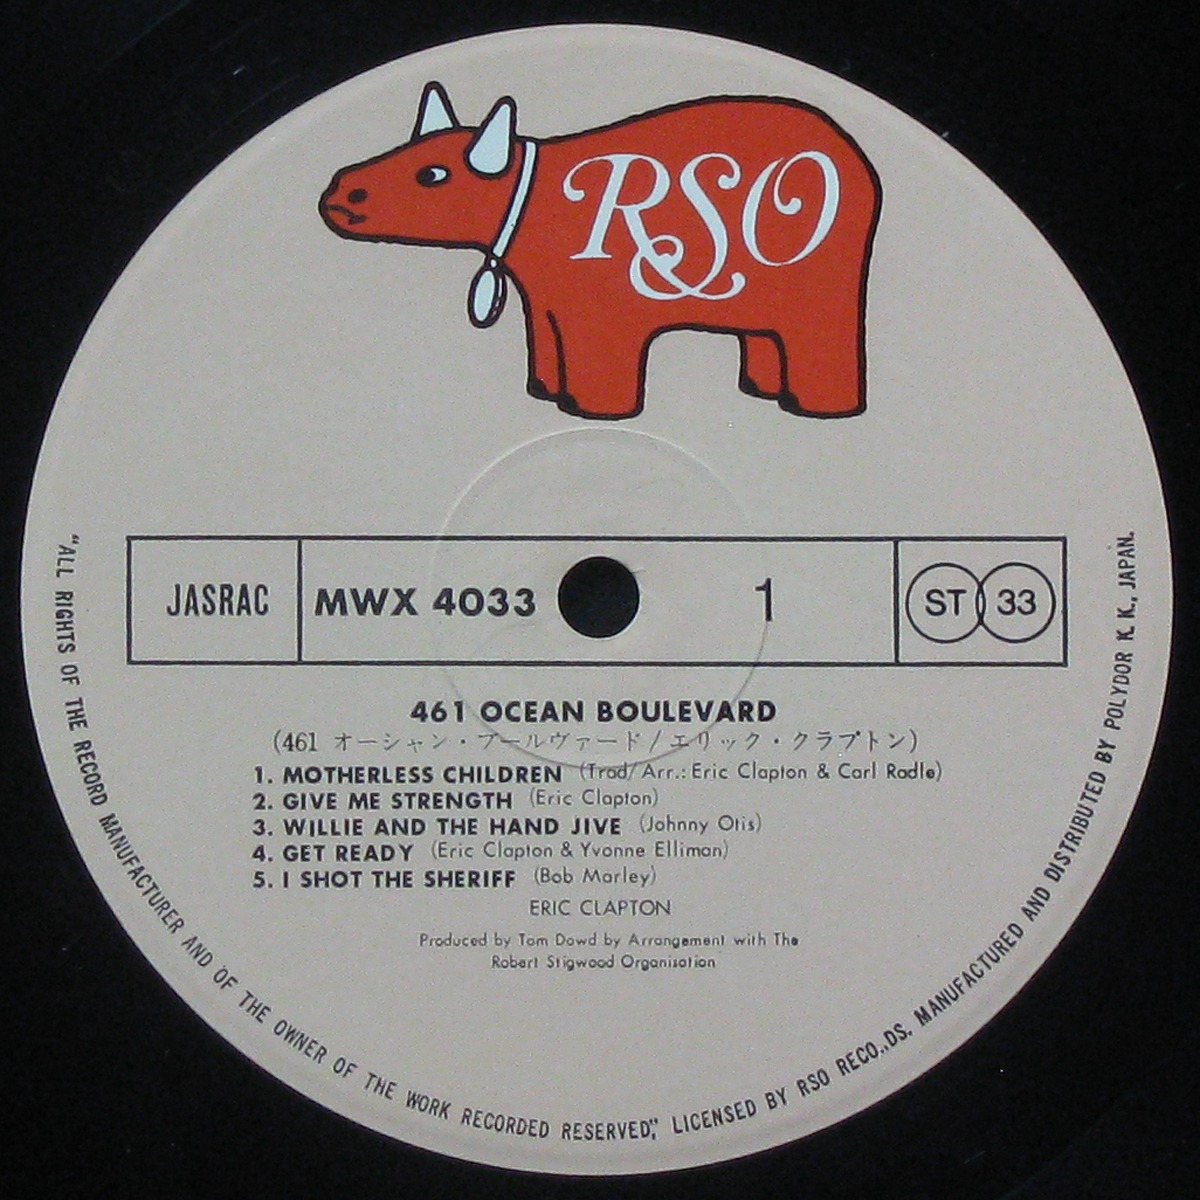 RSO
JASRAC
MWX 4033
1
ST 33
461 OCEAN BOULEVARD
(461 オーシャン・ブールヴァード/エリック・クラプトン)
1. MOTHERLESS CHILDREN (Trad/Arr.: Eric Clapton & Carl Radle)
2. GIVE ME STRENGTH (Eric Clapton)
3. WILLIE AND THE HAND JIVE (Johnny Otis)
4. GET READY (Eric Clapton & Yvonne Elliman)
5. I SHOT THE SHERIFF (Bob Marley)
ERIC CLAPTON
Produced by Tom Dowd by Arrangement with The
Robert Stigwood Organisation
"ALL RIGHTS OF THE RECORD MANUFACTURER AND OF THE OWNER OF THE WORK RECORDED RESERVED", LICENSED BY RSO RECO..DS. MANUFACTURED AND DISTRIBUTED BY POLYDOR K. K., JAPAN.